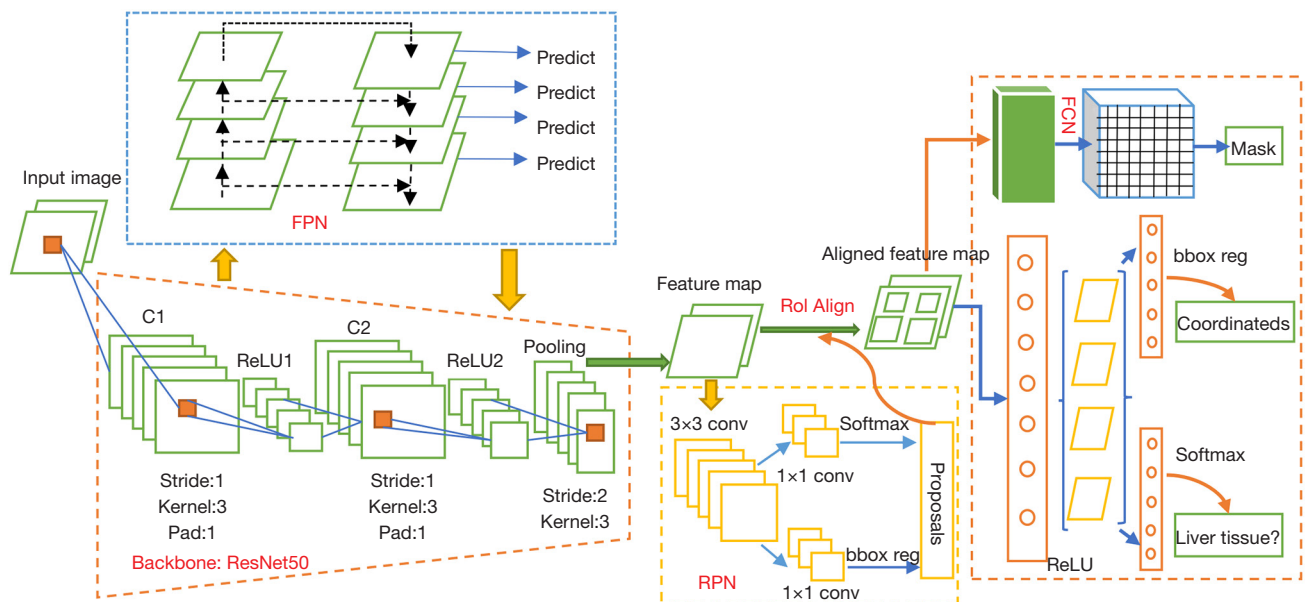 Input image
Predict
Predict
Predict
Predict
FPN
C1
ReLU1
C2
ReLU2
Pooling
Stride:1
Kernel:3
Pad:1
Stride:1
Kernel:3
Pad:1
Stride:2
Kernel:3
Backbone: ResNet50
Feature map
RoI Align
Aligned feature map
3×3 conv
Softmax
1×1 conv
bbox reg
1×1 conv
Proposals
RPN
FCN
Mask
bbox reg
Coordinateds
Softmax
Liver tissue?
ReLU